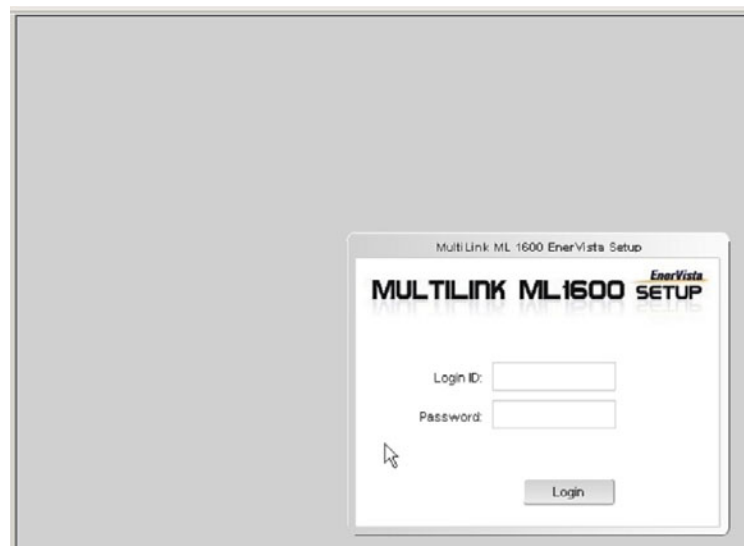 MultiLink ML 1600 EnerVista Setup
MULTILINK ML1600 EnerVista SETUP
Login ID:
Password:
Login